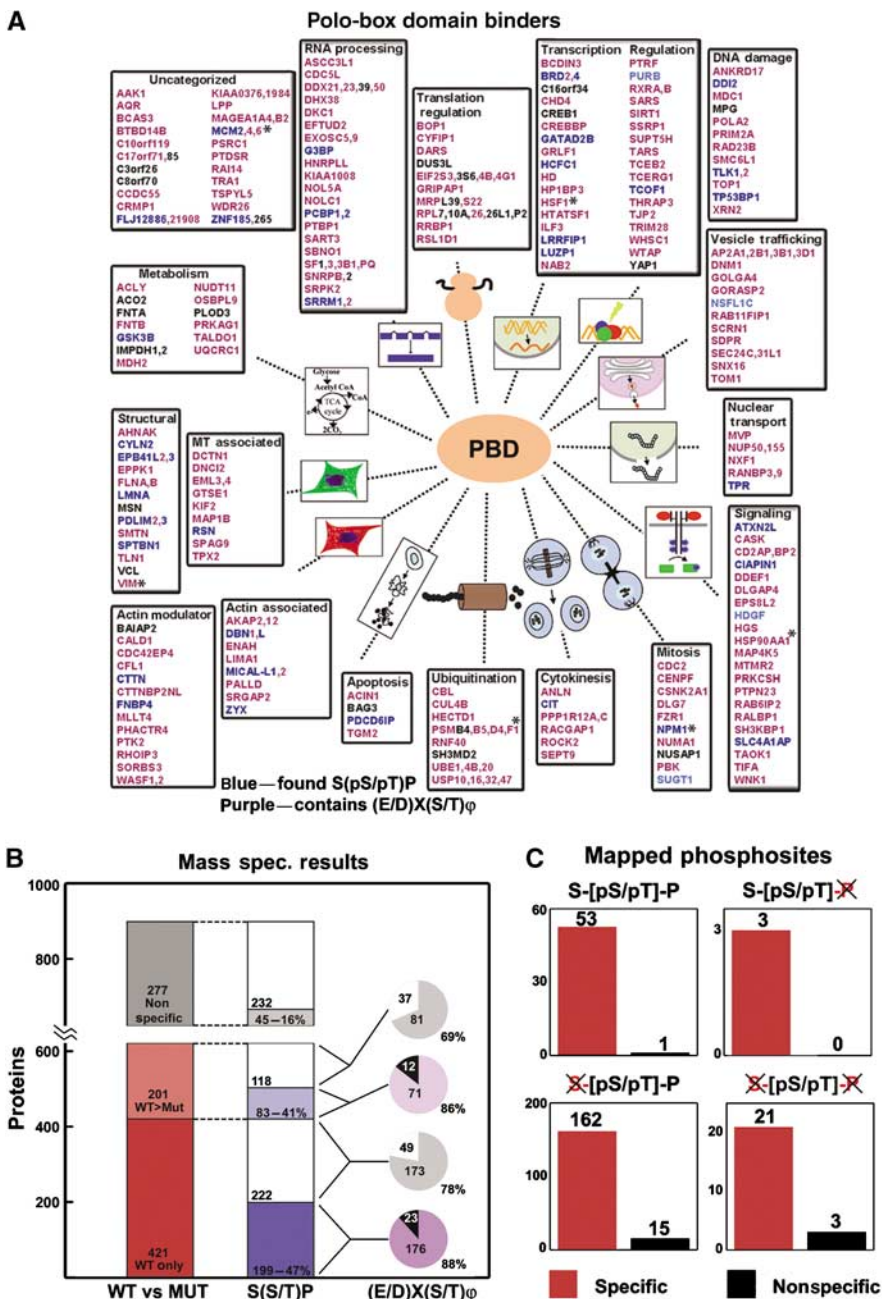 A
Polo-box domain binders
Uncategorized
AAK1
AQR
BCAS3
BTBD14B
C10orf119
C17orf71,85
C3orf26
C8orf70
CCDC55
CRMP1
FLJ12886,21908
KIAA0376,1984
LPP
MAGEA1A4,B2
MCM2,4,6*
PSRC1
PTDSR
RAI14
TRA1
TSPYL5
WDR26
ZNF185,265
RNA processing
ASCC3L1
CDC5L
DDX21,23,39,50
DHX38
DKC1
EFTUD2
EXOSC5,9
G3BP
HNRPLL
KIAA1008
NOL5A
NOLC1
PCBP1,2
PTBP1
SART3
SBNO1
SF1,3,3B1,PQ
SNRPB,2
SRPK2
SRRM1,2
Translation
regulation
BOP1
CYFIP1
DARS
DUS3L
EIF2S3,3S6,4B,4G1
GRIPAP1
MRPL39,S22
RPL7,10A,26,26L1,P2
RRBP1
RSL1D1
Transcription Regulation
BCDIN3
BRD2,4
C16orf34
CHD4
CREB1
CREBBP
GATAD2B
GRLF1
HCFC1
HD
HP1BP3
HSF1*
HTATSF1
ILF3
LRRFIP1
LUZP1
NAB2
PTRF
PURB
RXRA,B
SARS
SIRT1
SSRP1
SUPT5H
TARS
TCEB2
TCERG1
TCOF1
THRAP3
TJP2
TRIM28
WHSC1
WTAP
YAP1
DNA damage
ANKRD17
DDI2
MDC1
MPG
POLA2
PRIM2A
RAD23B
SMC6L1
TLK1,2
TOP1
TP53BP1
XRN2
Vesicle trafficking
AP2A1,2B1,3B1,3D1
DNM1
GOLGA4
GORASP2
NSFL1C
RAB11FIP1
SCRN1
SDPR
SEC24C,31L1
SNX16
TOM1
Metabolism
ACLY
ACO2
FNTA
FNTB
GSK3B
IMPDH1,2
MDH2
NUDT11
OSBPL9
PLOD3
PRKAG1
TALDO1
UQCRC1
Glucose
Acetyl CoA
CoA
TCA
cycle
2CO2
PBD
Nuclear
transport
MVP
NUP50,155
NXF1
RANBP3,9
TPR
Structural
AHNAK
CYLN2
EPB41L2,3
EPPK1
FLNA,B
LMNA
MSN
PDLIM2,3
SMTN
SPTBN1
TLN1
VCL
VIM*
MT associated
DCTN1
DNCI2
EML3,4
GTSE1
KIF2
MAP1B
RSN
SPAG9
TPX2
Signaling
ATXN2L
CASK
CD2AP,BP2
CIAPIN1
DDEF1
DLGAP4
EPS8L2
HDGF
HGS
HSP90AA1*
MAP4K5
MTMR2
PRKCSH
PTPN23
RAB6IP2
RALBP1
SH3KBP1
SLC4A1AP
TAOK1
TIFA
WNK1
Actin modulator
BAIAP2
CALD1
CDC42EP4
CFL1
CTTN
CTTNBP2NL
FNBP4
MLLT4
PHACTR4
PTK2
RHOIP3
SORBS3
WASF1,2
Actin associated
AKAP2,12
DBN1,L
ENAH
LIMA1
MICAL-L1,2
PALLD
SRGAP2
ZYX
Apoptosis
ACIN1
BAG3
PDCD6IP
TGM2
Ubiquitination
CBL
CUL4B
HECTD1
PSMB4,B5,D4,F1*
RNF40
SH3MD2
UBE1,4B,20
USP10,16,32,47
Cytokinesis
ANLN
CIT
PPP1R12A,C
RACGAP1
ROCK2
SEPT9
Mitosis
CDC2
CENPF
CSNK2A1
DLG7
FZR1
NPM1*
NUMA1
NUSAP1
PBK
SUGT1
Blue—found S(pS/pT)P
Purple—contains (E/D)X(S/T)φ
B
Mass spec. results
Proteins
1000
800
600
400
200
277
Non
specific
201
WT>Mut
421
WT only
232
45–16%
118
83–41%
222
199–47%
37
81
69%
12
71
86%
49
173
78%
23
176
88%
WT vs MUT
S(S/T)P
(E/D)X(S/T)φ
C
Mapped phosphosites
S-[pS/pT]-P
60
30
0
53
1
S-[pS/pT]-P
3
0
3
0
S-[pS/pT]-P
200
100
0
162
15
S-[pS/pT]-P
20
10
0
21
3
Specific
Nonspecific